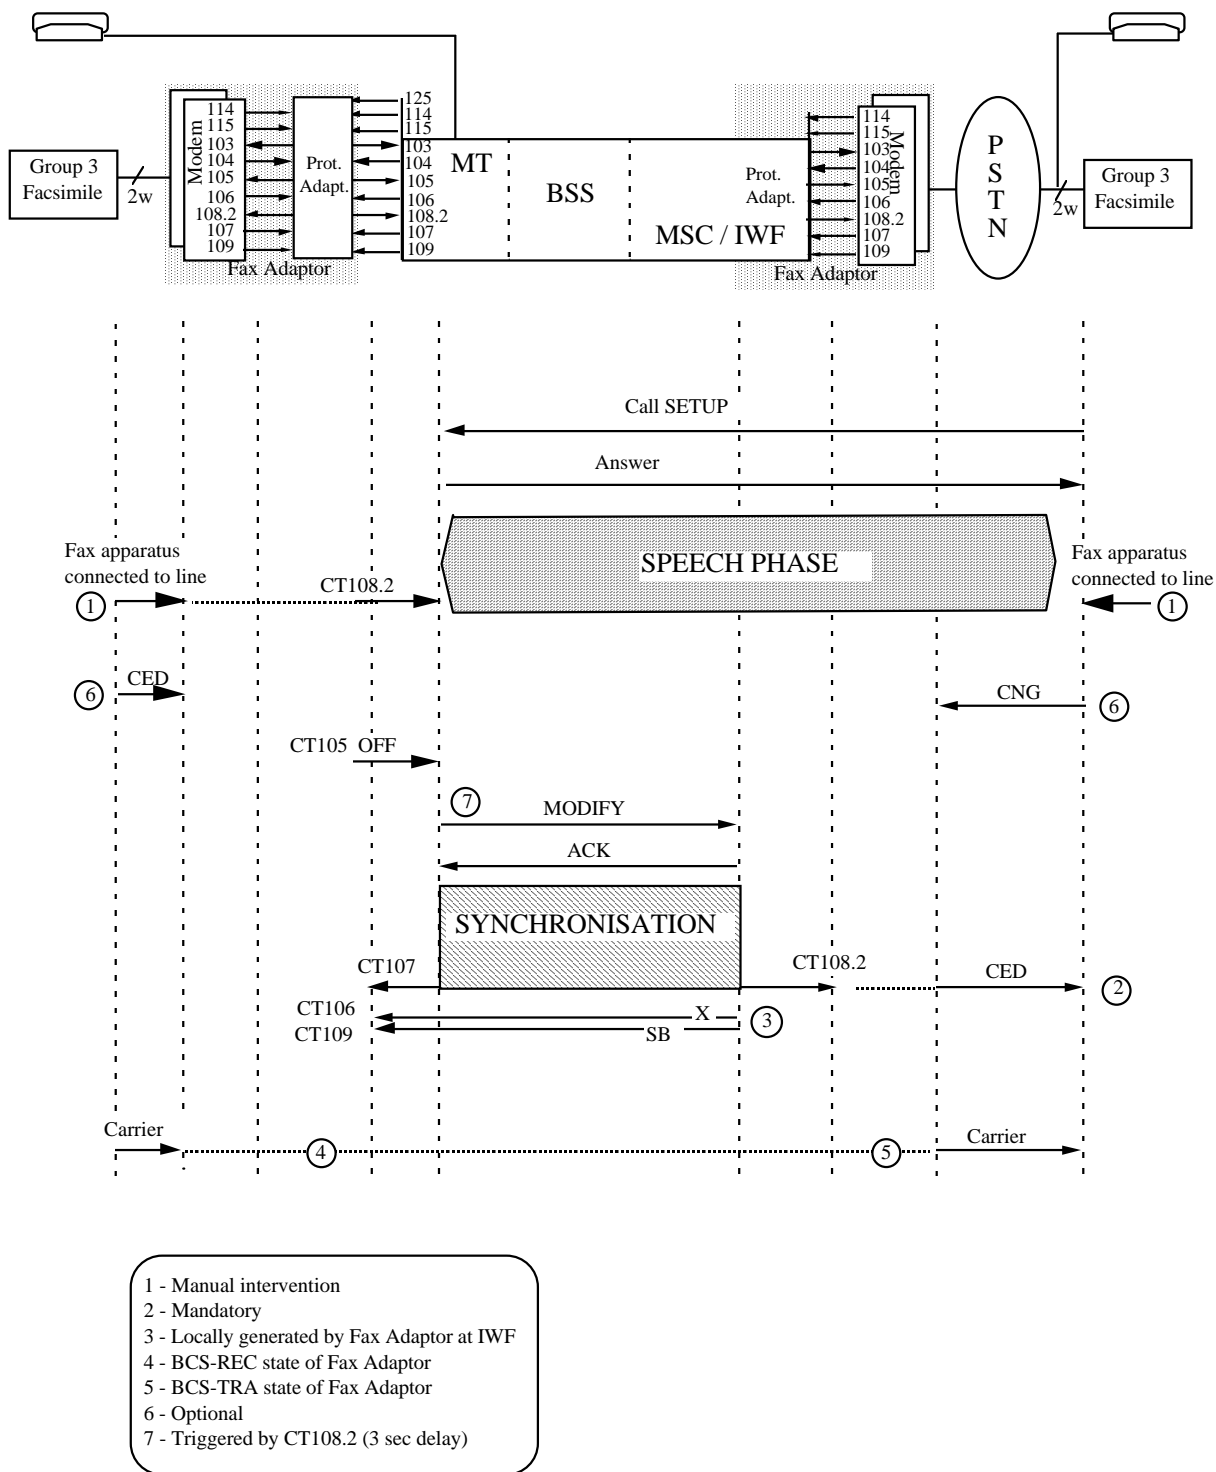 125
114
114
114
115
115
115
103
103
103
104
104
104
105
105
105
106
106
106
108.2
108.2
108.2
107
107
107
109
109
109
Modem
Prot.
Adapt.
MT
BSS
MSC / IWF
Prot.
Adapt.
Modem
P
S
T
N
Group 3
Facsimile
2w
Group 3
Facsimile
2w
Fax Adaptor
Fax Adaptor
Call SETUP
Answer
SPEECH PHASE
Fax apparatus
connected to line
1
CT108.2
Fax apparatus
connected to line
1
6
CED
CNG
6
CT105 OFF
7
MODIFY
ACK
SYNCHRONISATION
CT107
CT108.2
CED
2
CT106
X
3
CT109
SB
Carrier
4
5
Carrier
1 - Manual intervention
2 - Mandatory
3 - Locally generated by Fax Adaptor at IWF
4 - BCS-REC state of Fax Adaptor
5 - BCS-TRA state of Fax Adaptor
6 - Optional
7 - Triggered by CT108.2 (3 sec delay)